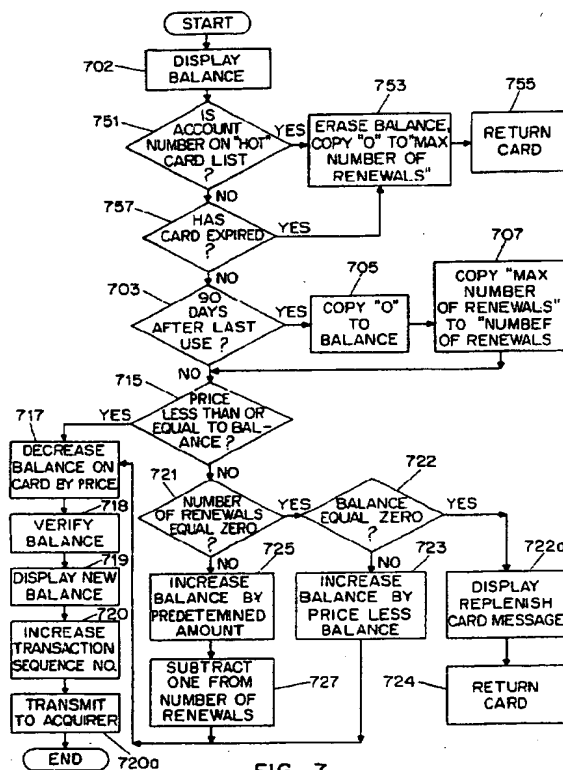 START
702
DISPLAY
BALANCE
751
IS
ACCOUNT
NUMBER ON "HOT"
CARD LIST
?
YES
753
ERASE BALANCE,
COPY "O" TO "MAX
NUMBER OF
RENEWALS"
755
RETURN
CARD
NO
757
HAS
CARD EXPIRED
?
YES
NO
703
90
DAYS
AFTER LAST
USE ?
YES
705
COPY "O"
TO
BALANCE
707
COPY "MAX
NUMBER
OF RENEWALS"
TO "NUMBEF
OF RENEWALS
NO
715
PRICE
LESS THAN OR
EQUAL TO BAL-
ANCE ?
YES
717
DECREASE
BALANCE ON
CARD BY PRICE
718
VERIFY
BALANCE
719
DISPLAY NEW
BALANCE
720
INCREASE
TRANSACTION
SEQUENCE NO.
TRANSMIT
TO ACQUIRER
720a
END
NO
721
NUMBER
OF RENEWALS
EQUAL ZERO
?
YES
722
BALANCE
EQUAL ZERO
?
YES
NO
725
INCREASE
BALANCE BY
PREDETEMINED
AMOUNT
SUBTRACT
ONE FROM
NUMBER OF
RENEWALS
727
NO
723
INCREASE
BALANCE BY
PRICE LESS
BALANCE
722a
DISPLAY
REPLENISH
CARD MESSAGE
724
RETURN
CARD